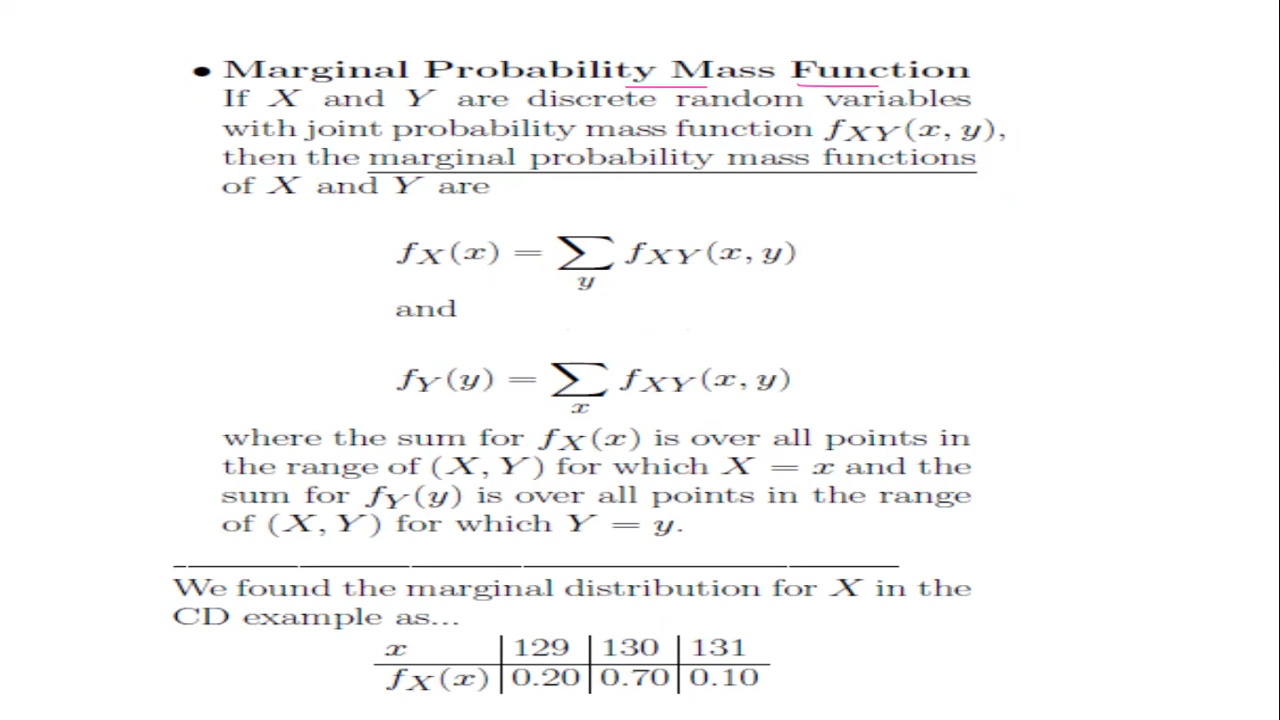 • Marginal Probability Mass Function
If X and Y are discrete random variables
with joint probability mass function fXY(x, y),
then the marginal probability mass functions
of X and Y are
fX(x) = ∑y fXY(x, y)
and
fY(y) = ∑x fXY(x, y)
where the sum for fX(x) is over all points in
the range of (X, Y) for which X = x and the
sum for fY(y) is over all points in the range
of (X, Y) for which Y = y.
We found the marginal distribution for X in the
CD example as...
x | 129 | 130 | 131
fX(x) | 0.20 | 0.70 | 0.10